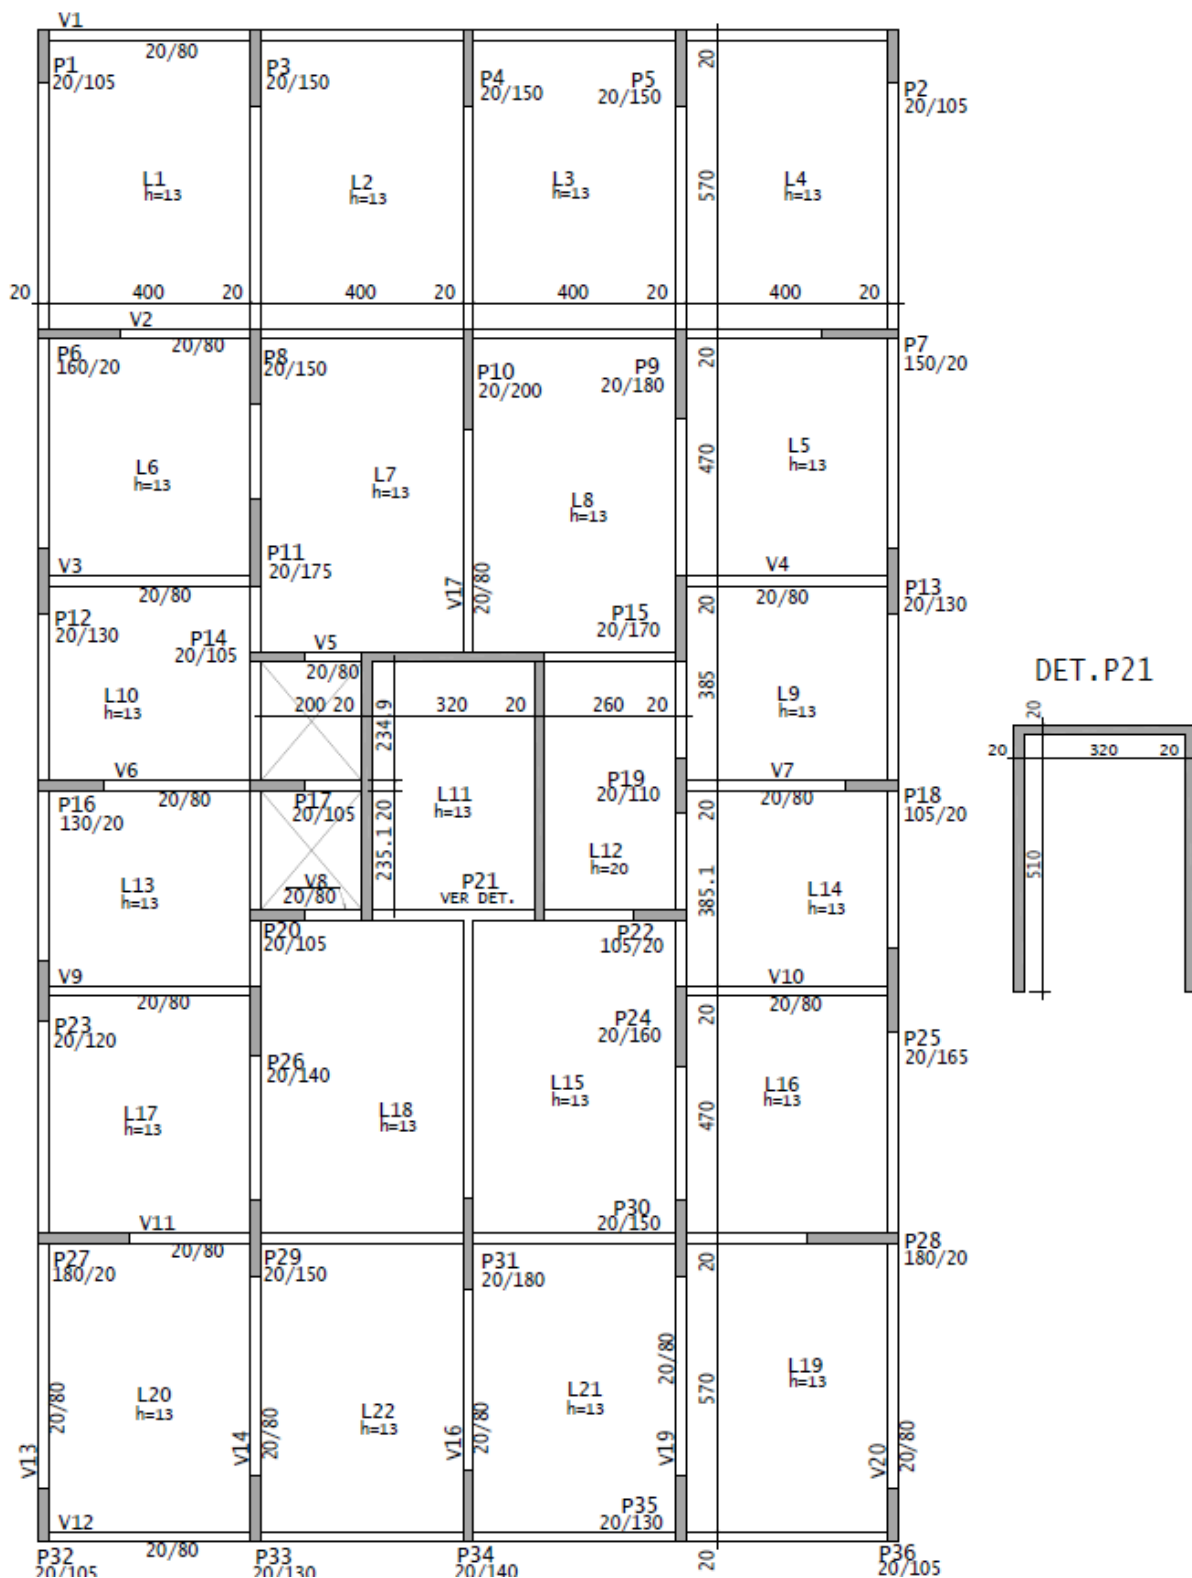 V1
20/80
P1
20/105
P3
20/150
P4
20/150
P5
20/150
20
P2
20/105
L1
h=13
L2
h=13
L3
h=13
570
L4
h=13
20
400
20
400
20
400
20
400
20
V2
20/80
P6
160/20
P8
20/150
P10
20/200
P9
20/180
20
P7
150/20
L6
h=13
L7
h=13
L8
h=13
470
L5
h=13
V3
20/80
P11
20/175
V17
20/80
V4
20/80
P12
20/130
P14
20/105
P15
20/170
20
P13
20/130
V5
20/80
L10
h=13
200
20
234.9
320
20
260
20
385
L9
h=13
DET.P21
20
20
320
20
510
V6
20/80
P16
130/20
P17
20/105
20
L11
h=13
P19
20/110
V7
20/80
20
P18
105/20
L13
h=13
V8
20/80
235.1
P21
VER DET.
L12
h=20
385.1
L14
h=13
P20
20/105
P22
105/20
V9
20/80
V10
20/80
P23
20/120
P26
20/140
P24
20/160
20
P25
20/165
L17
h=13
L18
h=13
L15
h=13
470
L16
h=13
V11
20/80
P27
180/20
P29
20/150
P31
20/180
P30
20/150
20
P28
180/20
L20
h=13
L22
h=13
L21
h=13
20/80
570
L19
h=13
V13
20/80
V14
20/80
V16
20/80
V19
V20
20/80
V12
20/80
P32
20/105
P33
20/130
P34
20/140
P35
20/130
20
P36
20/105